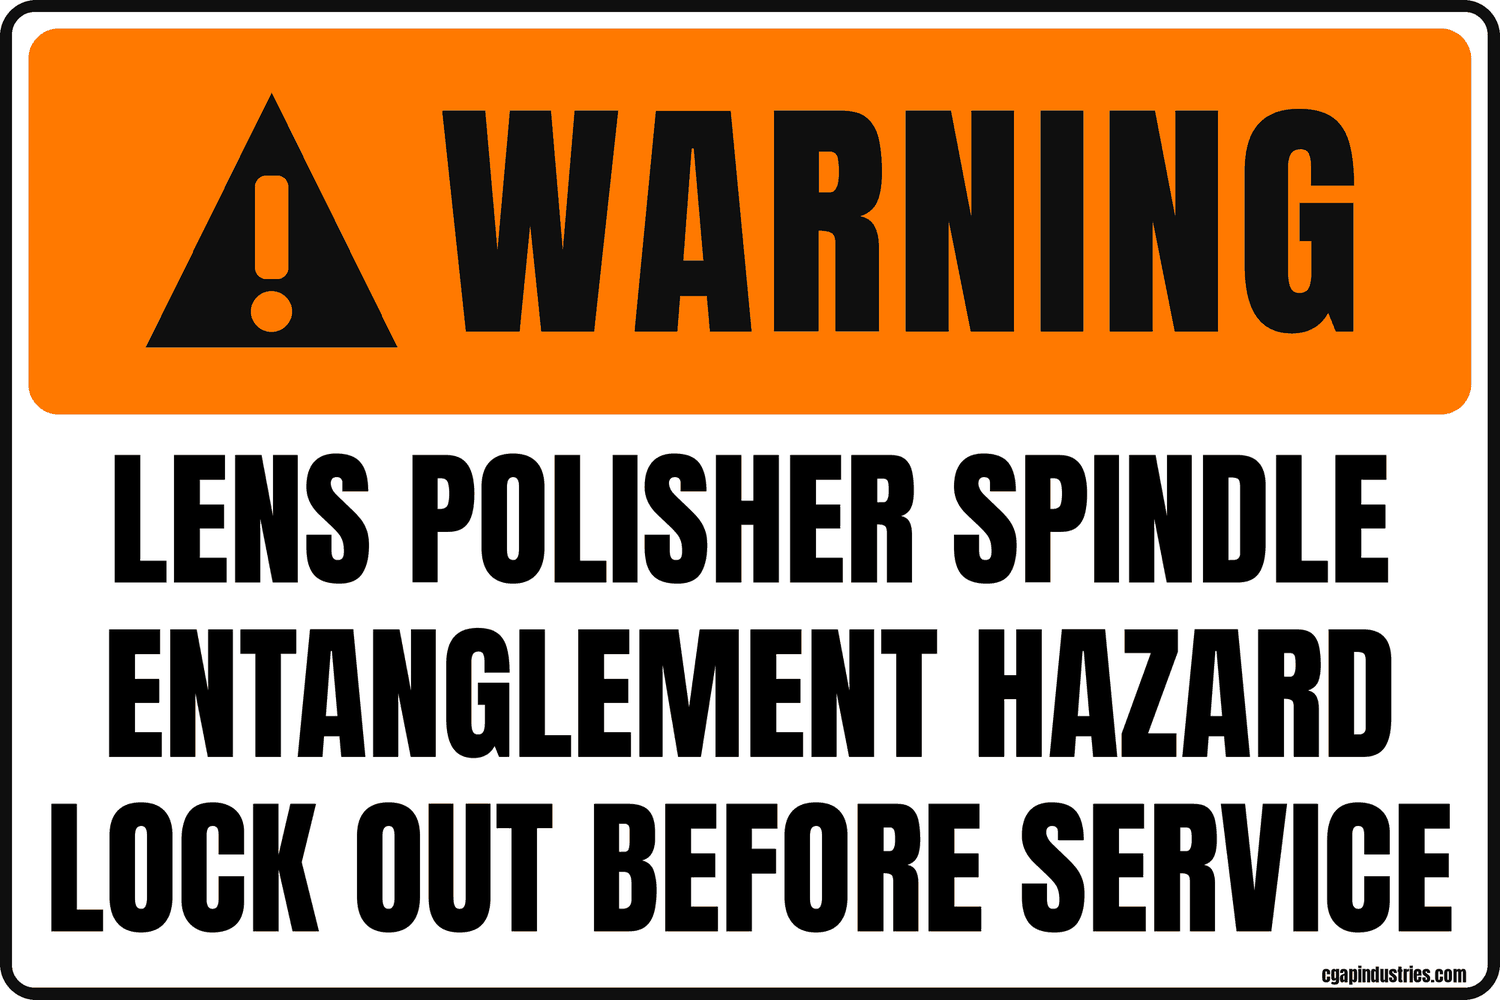 WARNING
LENS POLISHER SPINDLE
ENTANGLEMENT HAZARD
LOCK OUT BEFORE SERVICE
cgapindustries.com